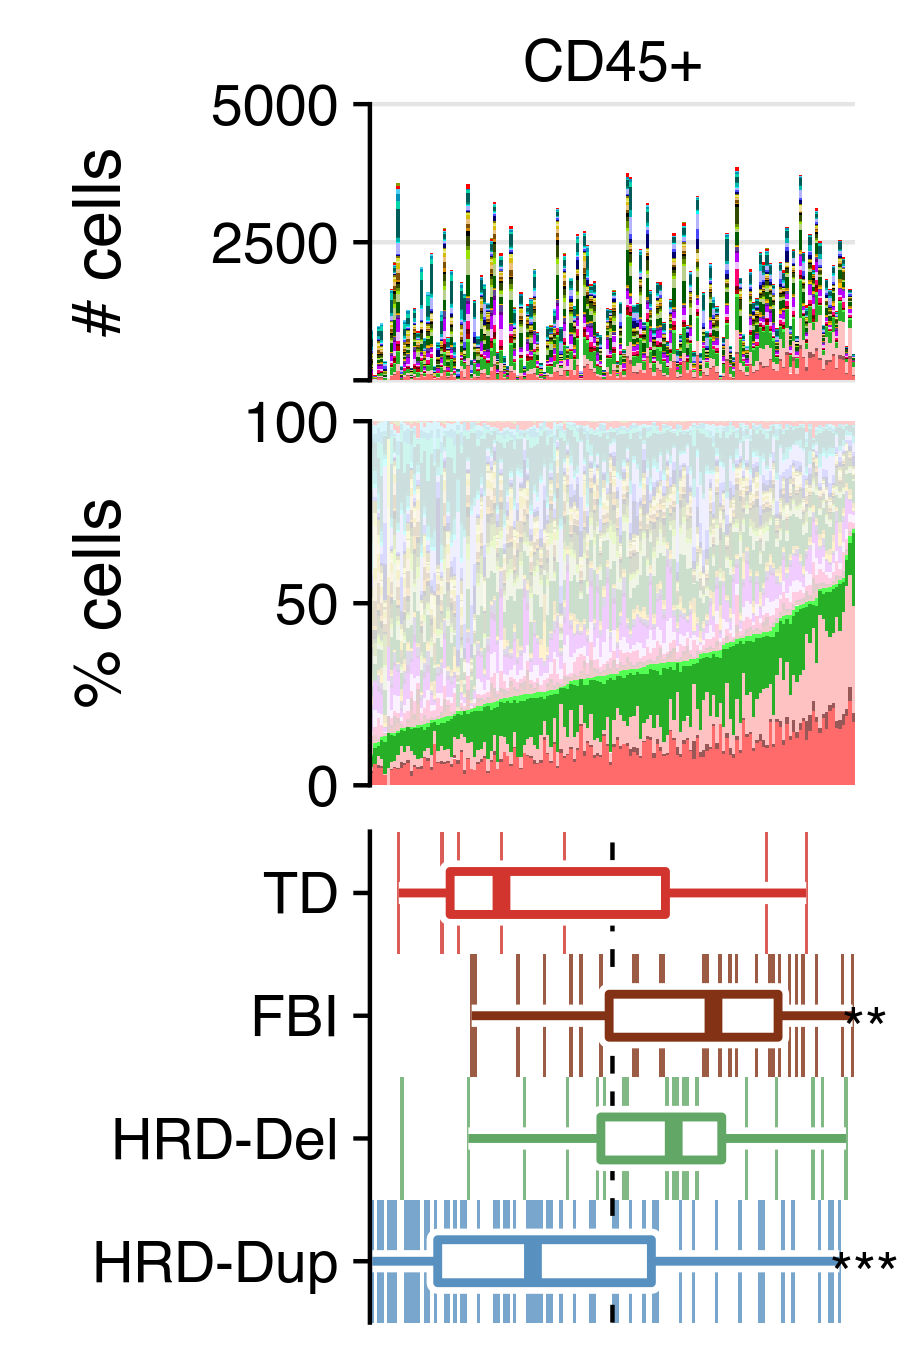 CD45+
5000
2500
# cells
100
50
0
% cells
TD
FBI
**
HRD-Del
HRD-Dup
***